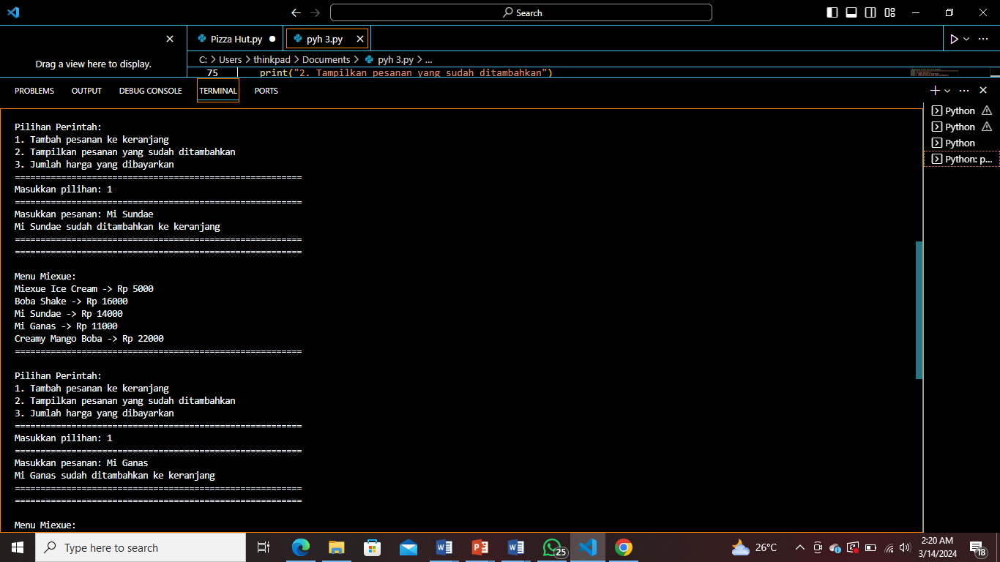 Search
Pizza Hut.py
pyh 3.py
Drag a view here to display.
C: > Users > thinkpad > Documents > pyh 3.py > ...
75 print("2. Tampilkan pesanan yang sudah ditambahkan")
PROBLEMS OUTPUT DEBUG CONSOLE TERMINAL PORTS
Python
Python
Python
Python: p...
Pilihan Perintah:
1. Tambah pesanan ke keranjang
2. Tampilkan pesanan yang sudah ditambahkan
3. Jumlah harga yang dibayarkan
========================================================
Masukkan pilihan: 1
========================================================
Masukkan pesanan: Mi Sundae
Mi Sundae sudah ditambahkan ke keranjang
========================================================
========================================================
Menu Miexue:
Miexue Ice Cream -> Rp 5000
Boba Shake -> Rp 16000
Mi Sundae -> Rp 14000
Mi Ganas -> Rp 11000
Creamy Mango Boba -> Rp 22000
========================================================
Pilihan Perintah:
1. Tambah pesanan ke keranjang
2. Tampilkan pesanan yang sudah ditambahkan
3. Jumlah harga yang dibayarkan
========================================================
Masukkan pilihan: 1
========================================================
Masukkan pesanan: Mi Ganas
Mi Ganas sudah ditambahkan ke keranjang
========================================================
========================================================
Menu Miexue:
Type here to search
25
26°C
2:20 AM
3/14/2024
18